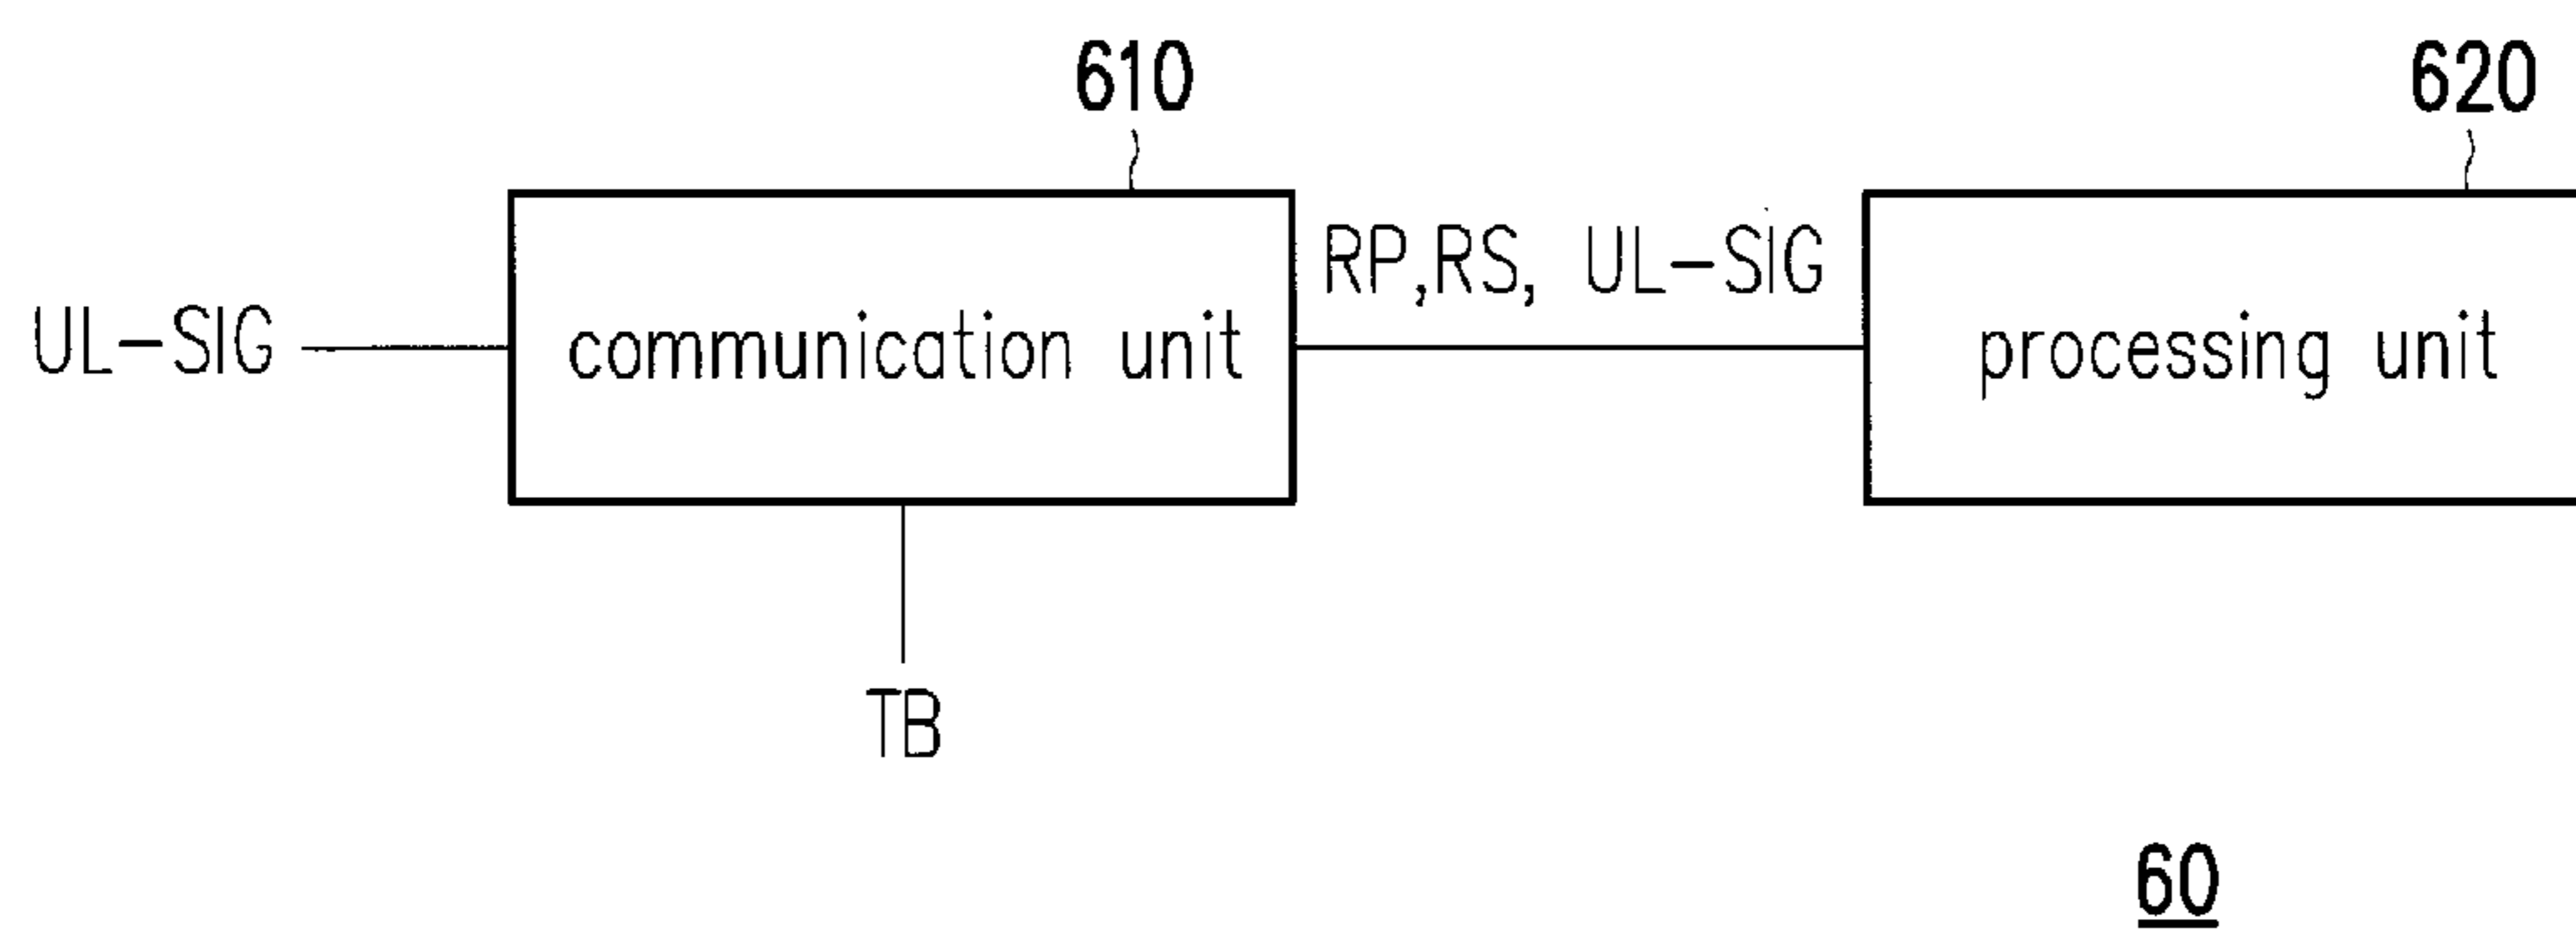 610
620
RP,RS, UL-SIG
UL-SIG
communication unit
processing unit
TB
60